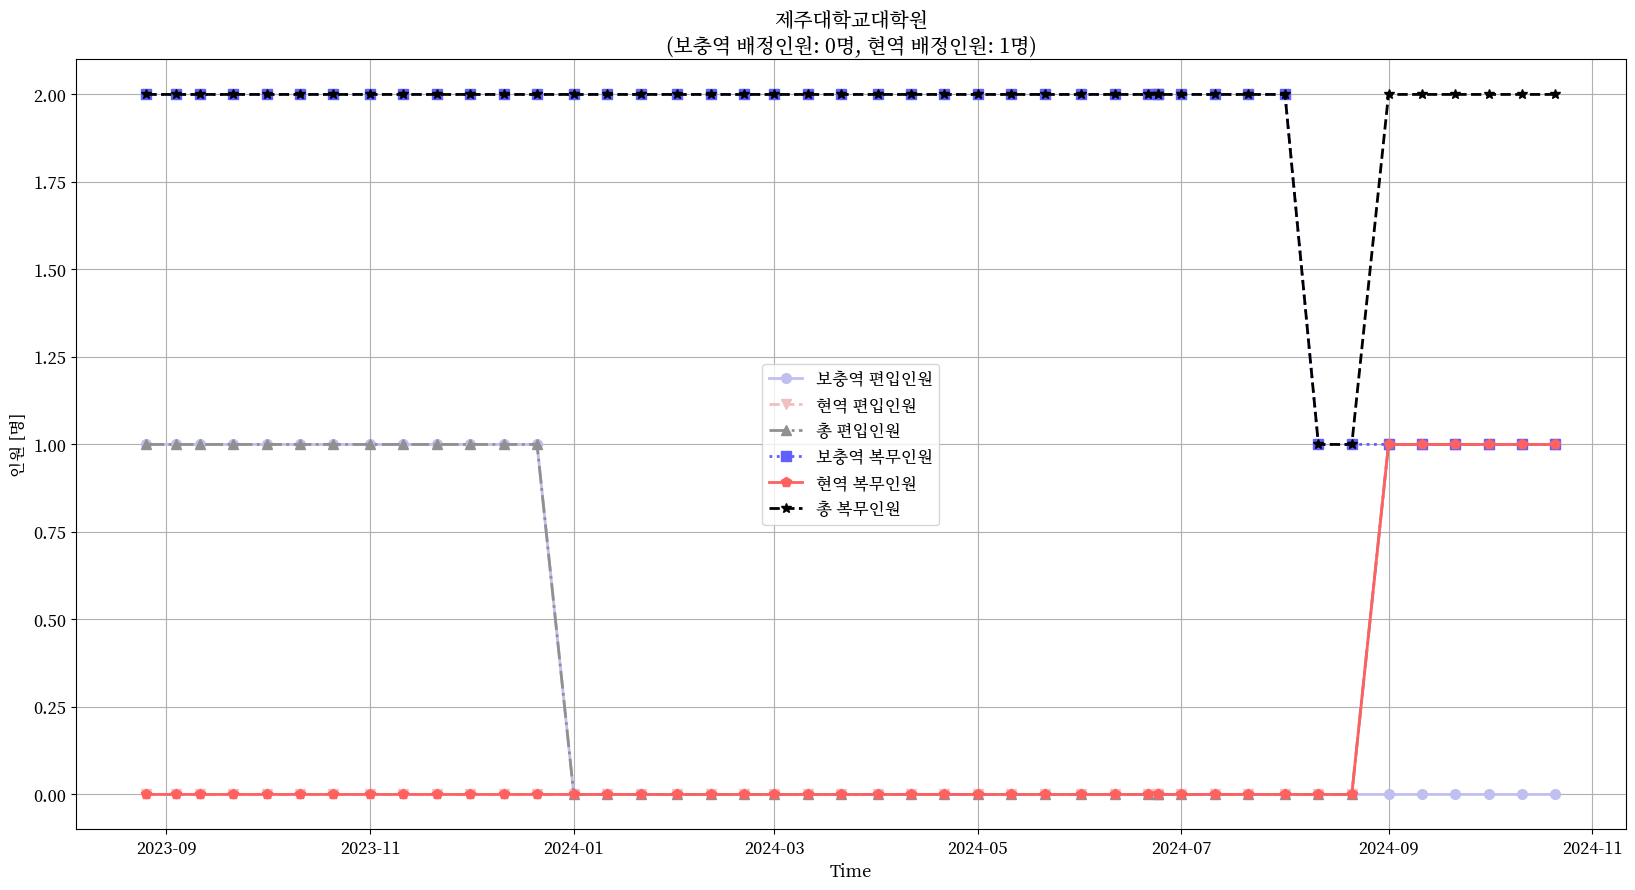 제주대학교대학원
(보충역 배정인원: 0명, 현역 배정인원: 1명)
2.00
1.75
1.50
1.25
1.00
0.75
0.50
0.25
0.00
인원 [명]
보충역 편입인원
현역 편입인원
총 편입인원
보충역 복무인원
현역 복무인원
총 복무인원
2023-09 2023-11 2024-01 2024-03 2024-05 2024-07 2024-09 2024-11
Time